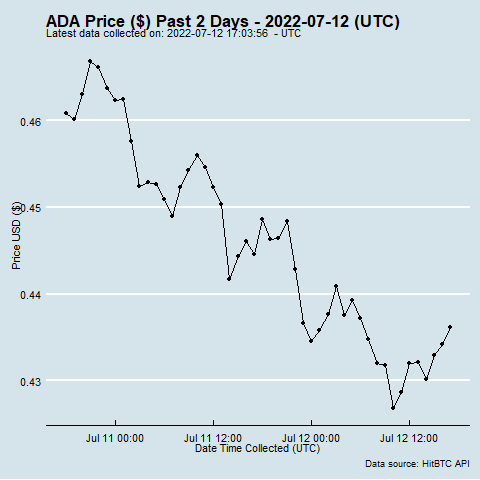 ADA Price ($) Past 2 Days - 2022-07-12 (UTC)
Latest data collected on: 2022-07-12 17:03:56  - UTC
0.46
0.45
0.44
0.43
Price USD ($)
Jul 11 00:00
Jul 11 12:00
Jul 12 00:00
Jul 12 12:00
Date Time Collected (UTC)
Data source: HitBTC API